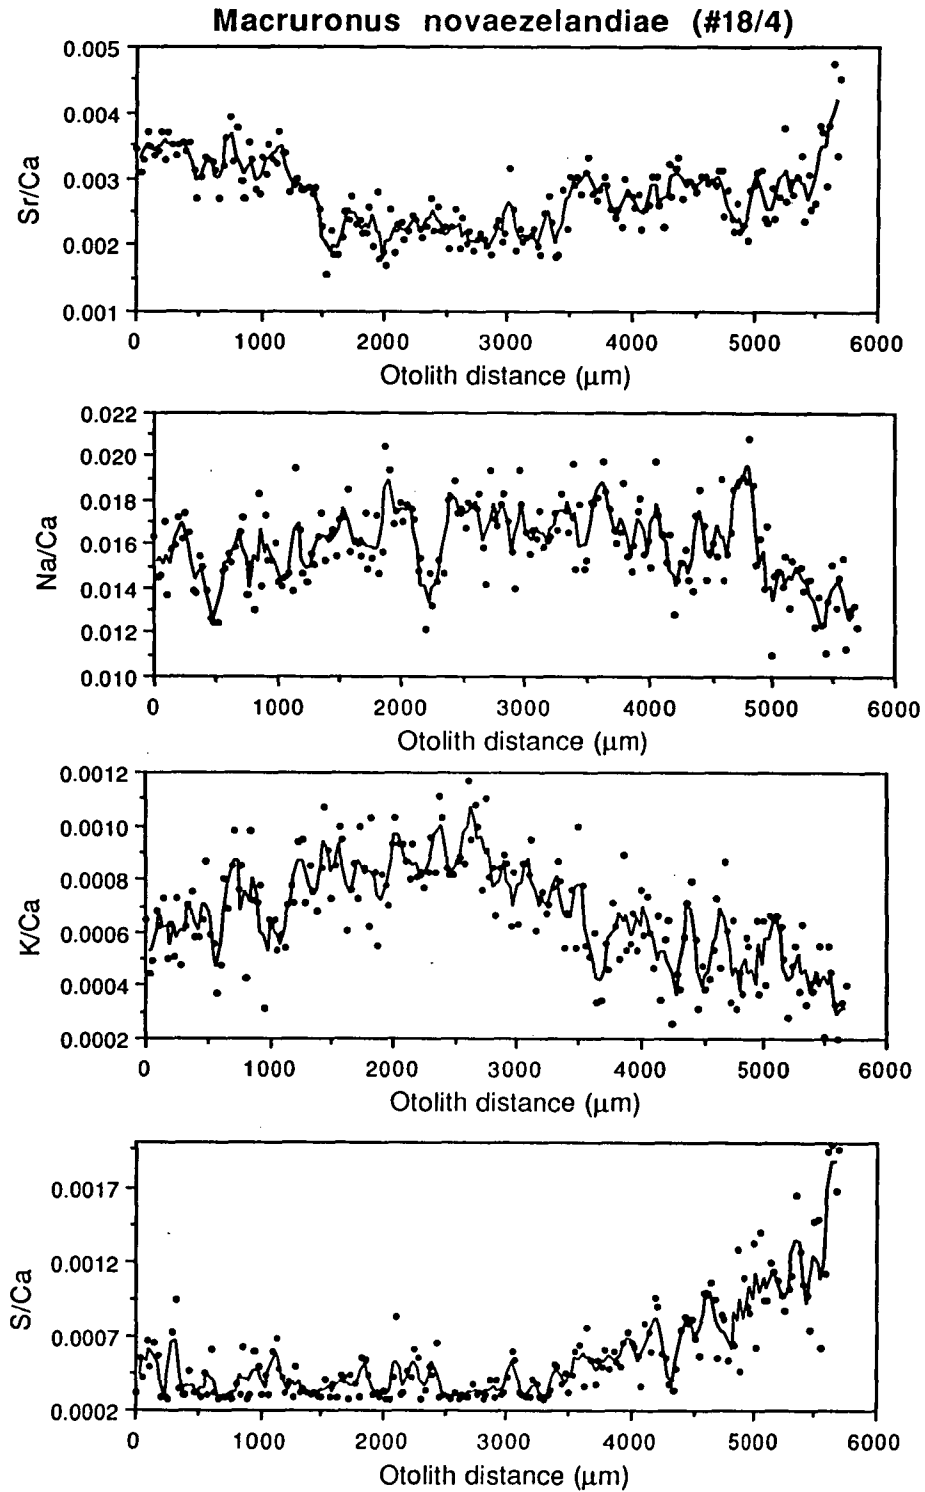 Macruronus novaezelandiae (#18/4)
0.005
0.004
0.003
0.002
0.001
Sr/Ca
0 1000 2000 3000 4000 5000 6000
Otolith distance (μm)
0.022
0.020
0.018
0.016
0.014
0.012
0.010
Na/Ca
0 1000 2000 3000 4000 5000 6000
Otolith distance (μm)
0.0012
0.0010
0.0008
0.0006
0.0004
0.0002
K/Ca
0 1000 2000 3000 4000 5000 6000
Otolith distance (μm)
0.0017
0.0012
0.0007
0.0002
S/Ca
0 1000 2000 3000 4000 5000 6000
Otolith distance (μm)